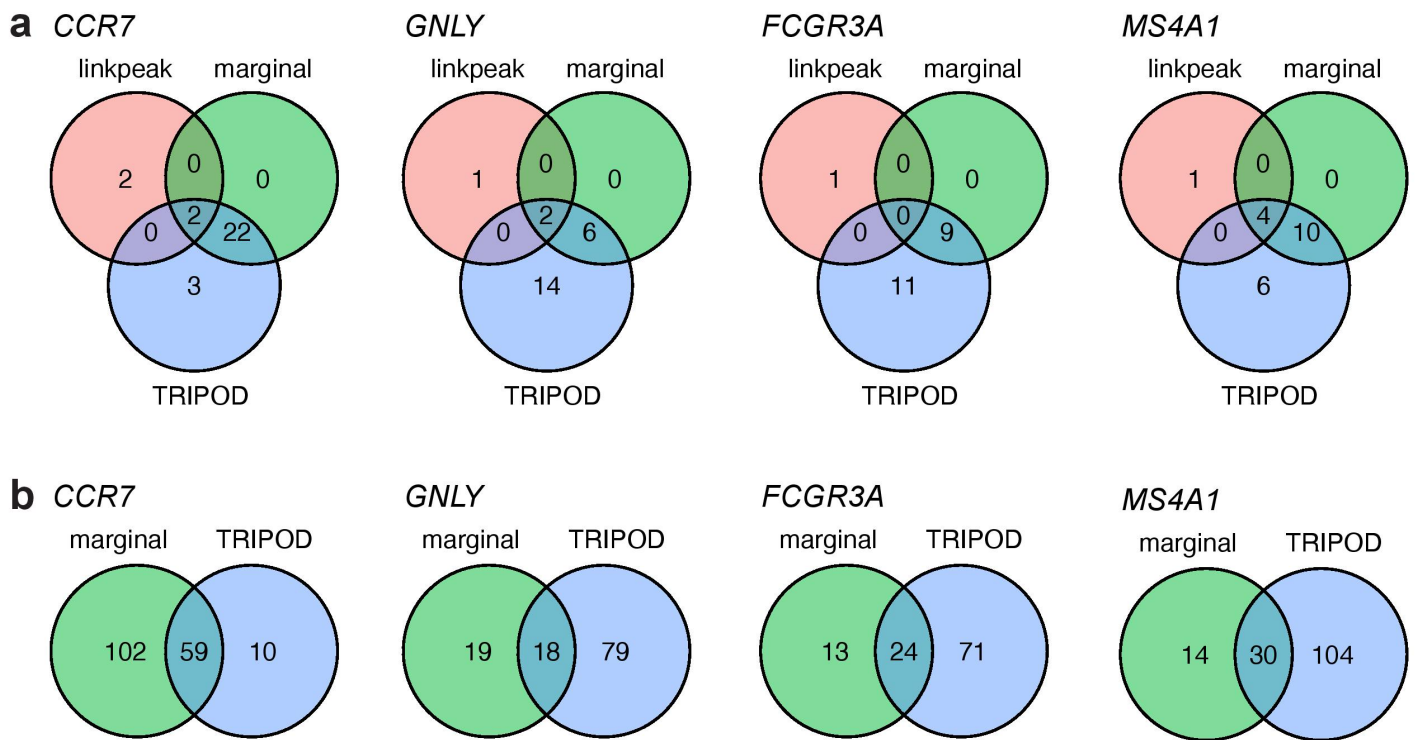 a CCR7 GNLY FCGR3A MS4A1
linkpeak marginal linkpeak marginal linkpeak marginal linkpeak marginal
0 0 0 0
2 0 1 0 1 0 1 0
2 2 0 4
0 22 0 6 0 9 0 10
3 14 11 6
TRIPOD TRIPOD TRIPOD TRIPOD
b CCR7 GNLY FCGR3A MS4A1
marginal TRIPOD marginal TRIPOD marginal TRIPOD marginal TRIPOD
102 59 10 19 18 79 13 24 71 14 30 104